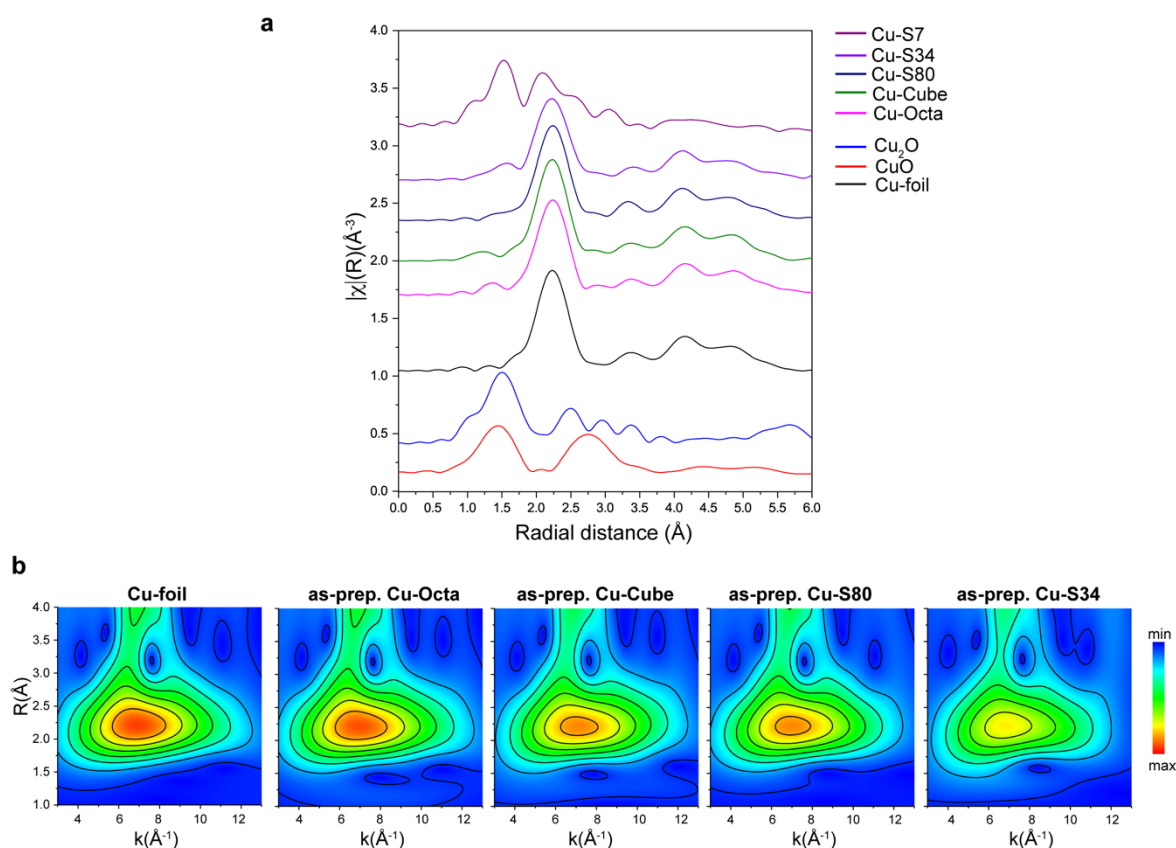 a
4.0
3.5
3.0
2.5
2.0
1.5
1.0
0.5
0.0
|χ|(R)(Å⁻³)
0.0 0.5 1.0 1.5 2.0 2.5 3.0 3.5 4.0 4.5 5.0 5.5 6.0
Radial distance (Å)
Cu-S7
Cu-S34
Cu-S80
Cu-Cube
Cu-Octa
Cu₂O
CuO
Cu-foil
b
Cu-foil
as-prep. Cu-Octa
as-prep. Cu-Cube
as-prep. Cu-S80
as-prep. Cu-S34
4.0
3.5
3.0
2.5
2.0
1.5
1.0
R(Å)
4 6 8 10 12
k(Å⁻¹)
4 6 8 10 12
k(Å⁻¹)
4 6 8 10 12
k(Å⁻¹)
4 6 8 10 12
k(Å⁻¹)
4 6 8 10 12
k(Å⁻¹)
min
max